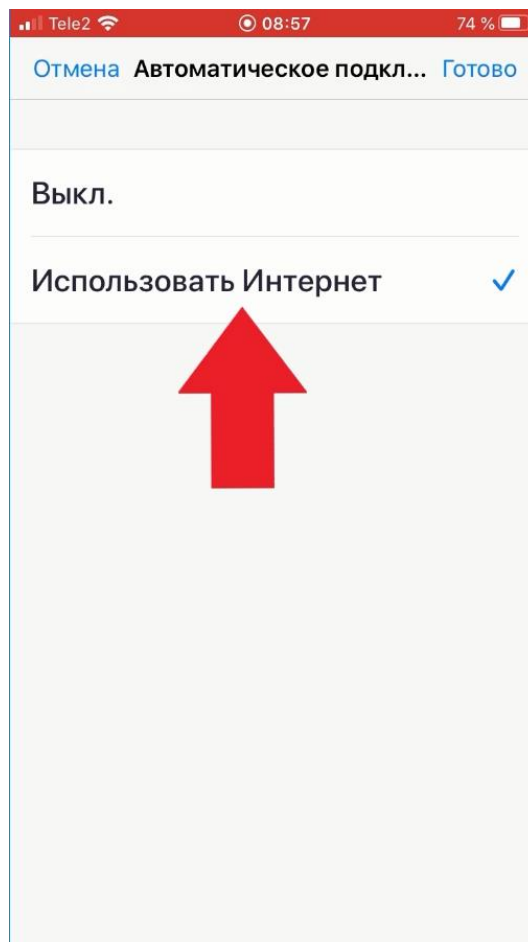 Tele2 08:57 74 %
Отмена Автоматическое подкл... Готово
Выкл.
Использовать Интернет